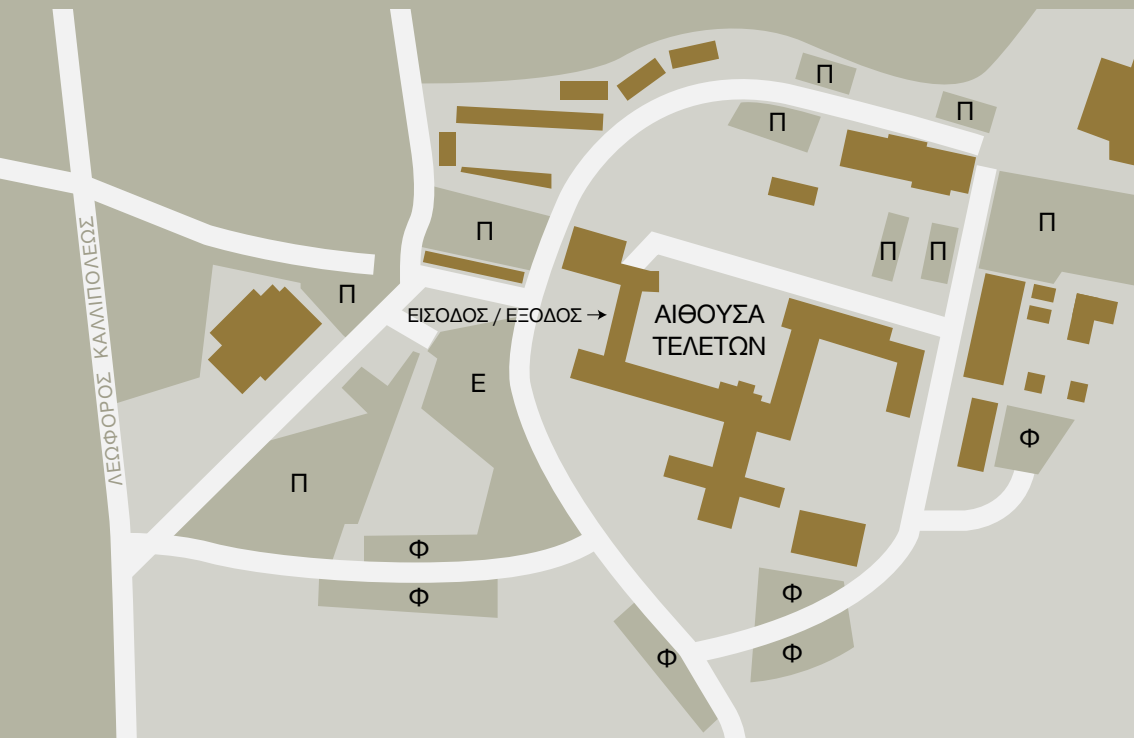 Π
Π
Π
Π
Π
Π
Π
ΛΕΩΦΟΡΟΣ ΚΑΛΛΙΠΟΛΕΩΣ
Π
ΕΙΣΟΔΟΣ / ΕΞΟΔΟΣ →
ΑΙΘΟΥΣΑ
ΤΕΛΕΤΩΝ
Ε
Φ
Π
Φ
Φ
Φ
Φ
Φ